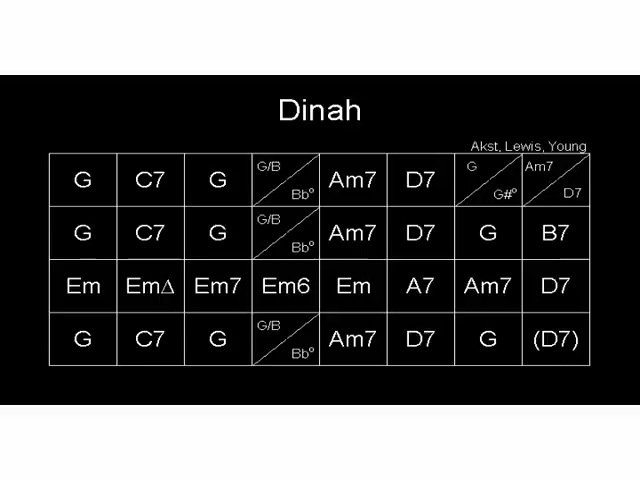 Dinah
Akst, Lewis, Young
G C7 G G/B Bb° Am7 D7 G G#° Am7 D7
G C7 G G/B Bb° Am7 D7 G B7
Em Em∆ Em7 Em6 Em A7 Am7 D7
G C7 G G/B Bb° Am7 D7 G (D7)